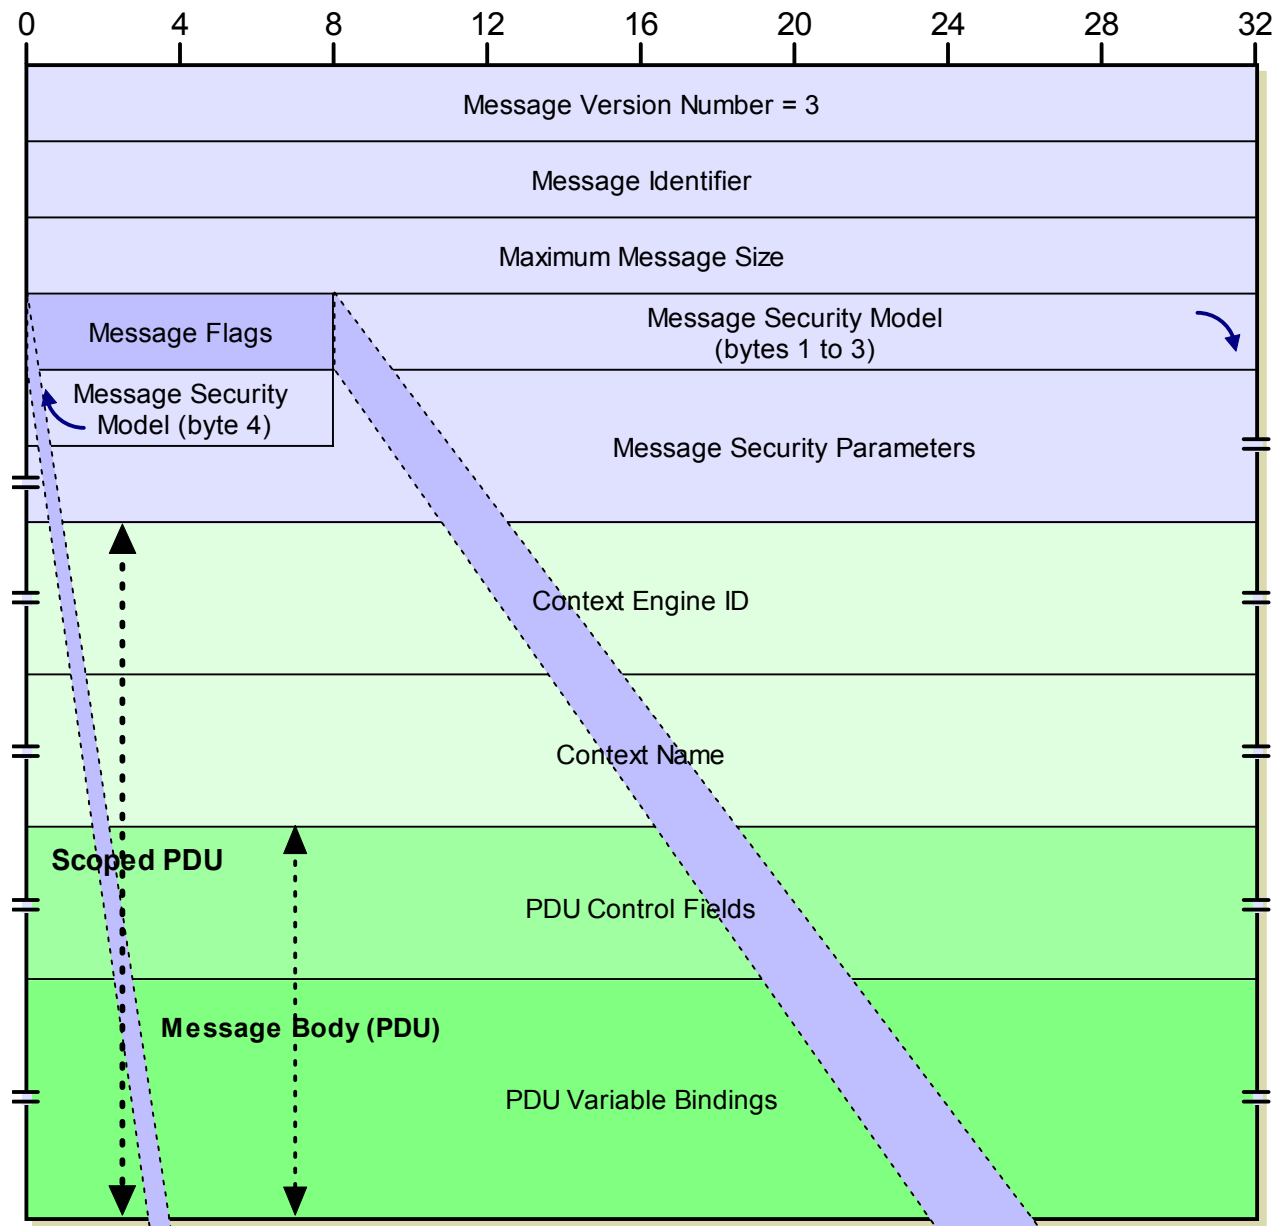 0 4 8 12 16 20 24 28 32
Message Version Number = 3
Message Identifier
Maximum Message Size
Message Flags
Message Security Model
(bytes 1 to 3)
Message Security
Model (byte 4)
Message Security Parameters
Context Engine ID
Context Name
Scoped PDU
PDU Control Fields
Message Body (PDU)
PDU Variable Bindings